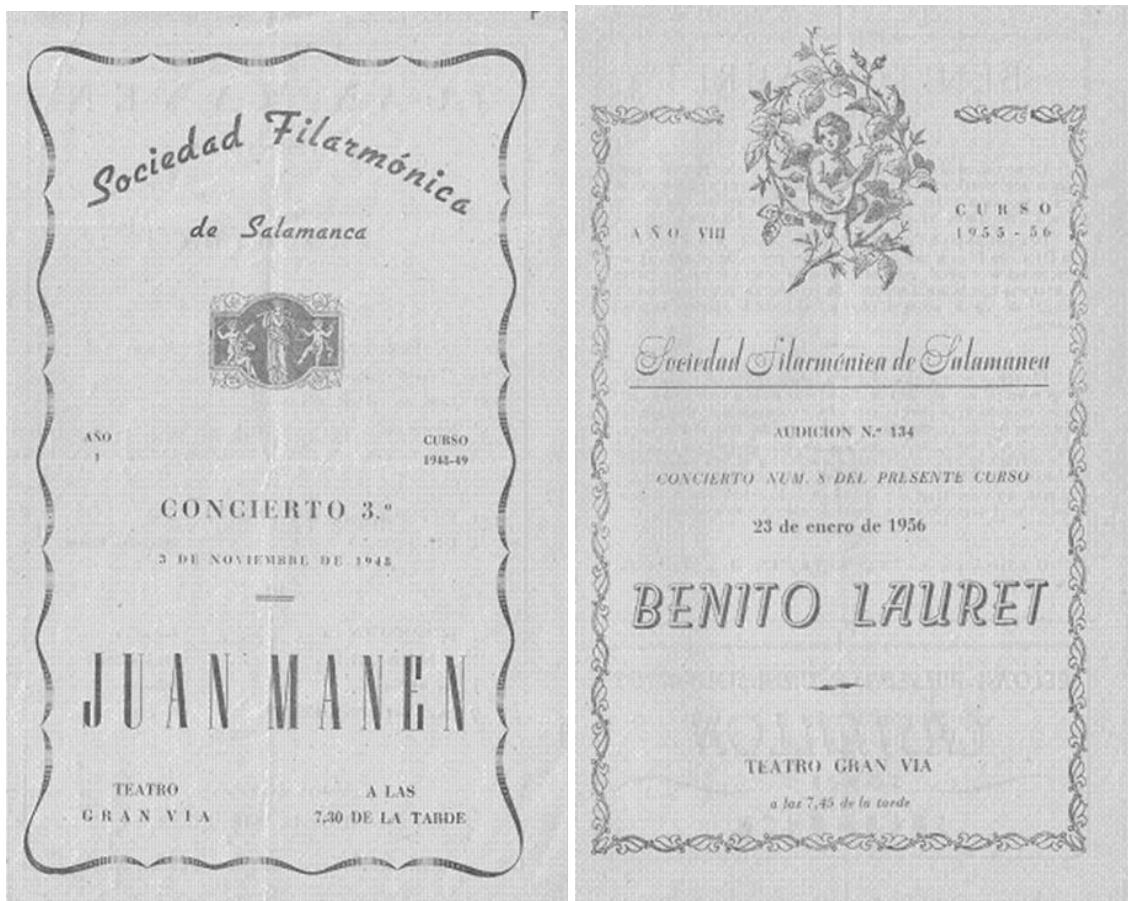 Sociedad Filarmónica
de Salamanca
AÑO
I
CURSO
1948-49
CONCIERTO 3.º
3 DE NOVIEMBRE DE 1948
JUAN MANEN
TEATRO
GRAN VIA
A LAS
7,30 DE LA TARDE
AÑO VIII
CURSO
1955-56
Sociedad Filarmónica de Salamanca
AUDICION N.º 134
CONCIERTO NUM. 8 DEL PRESENTE CURSO
23 de enero de 1956
BENITO LAURET
TEATRO GRAN VIA
a las 7,45 de la tarde